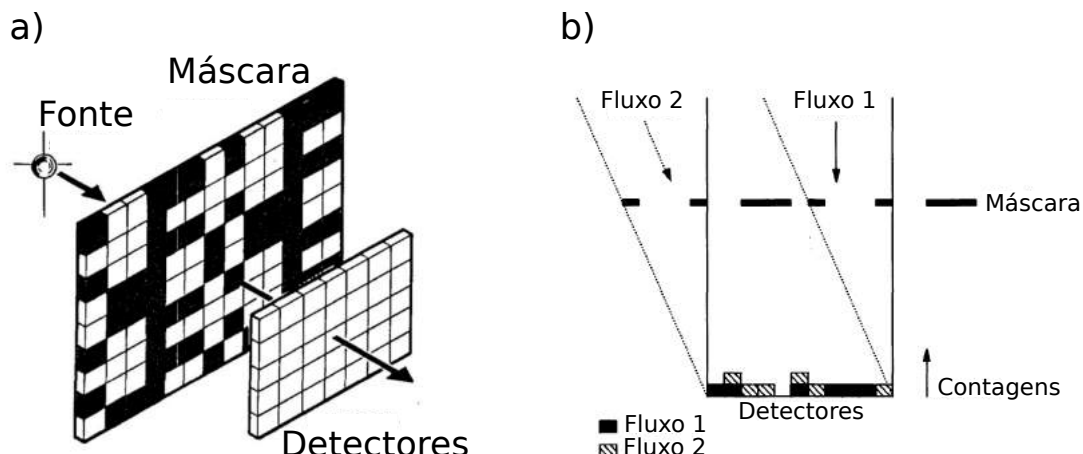 a)
Máscara
Fonte
Detectores
b)
Fluxo 2
Fluxo 1
Máscara
Contagens
Detectores
Fluxo 1
Fluxo 2